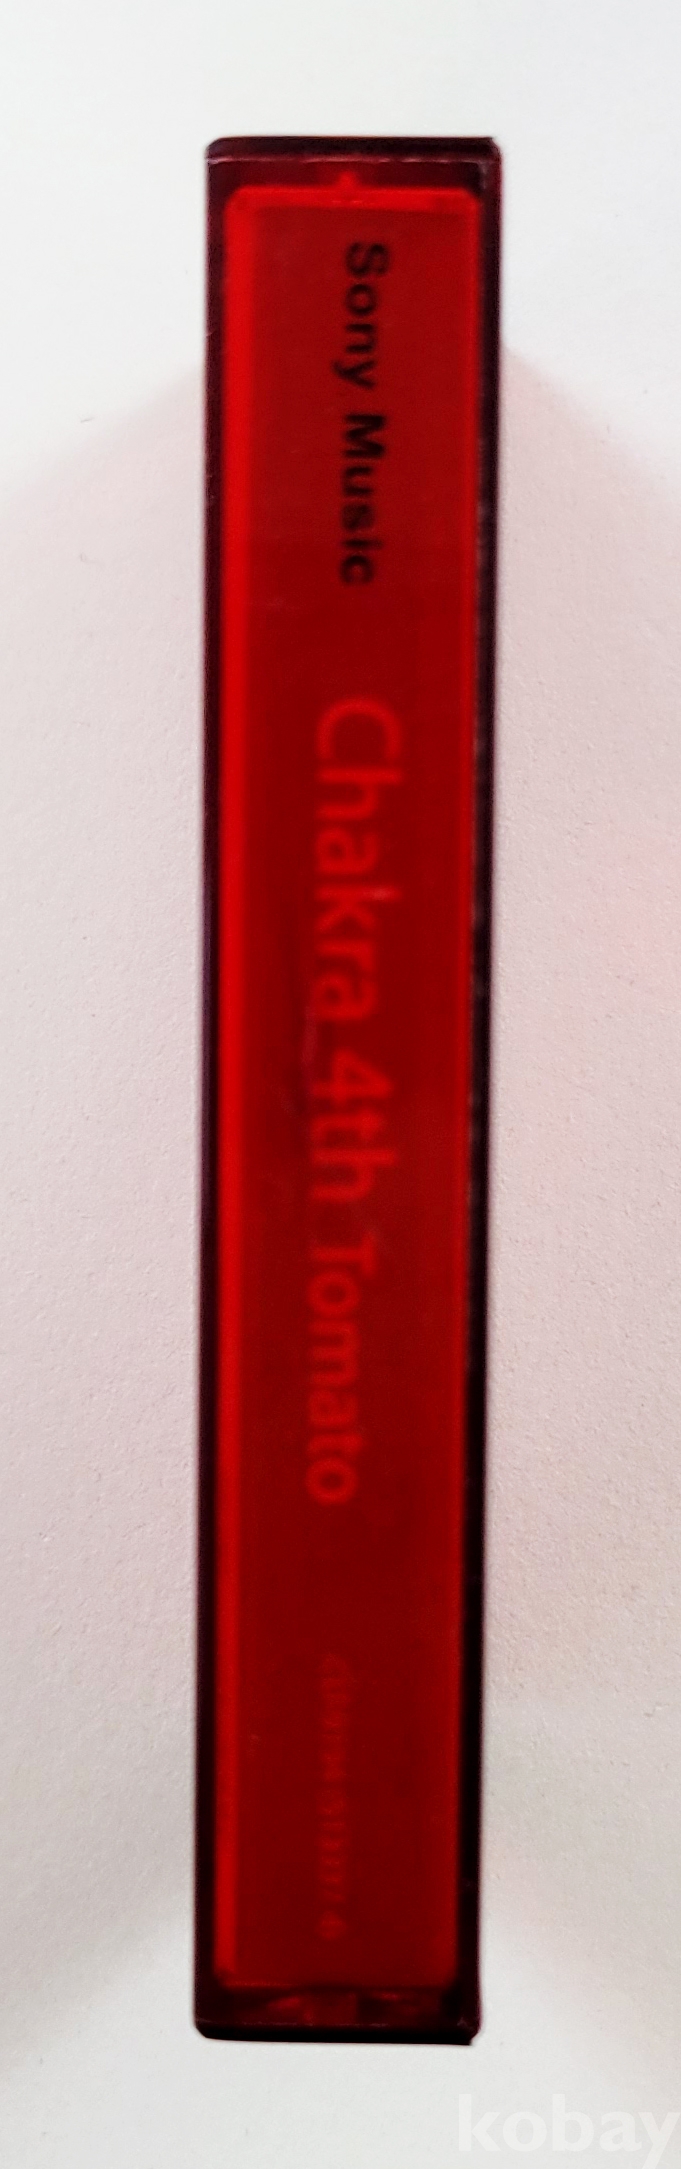 Sony Music
Chakra 4th Tomato
kobay